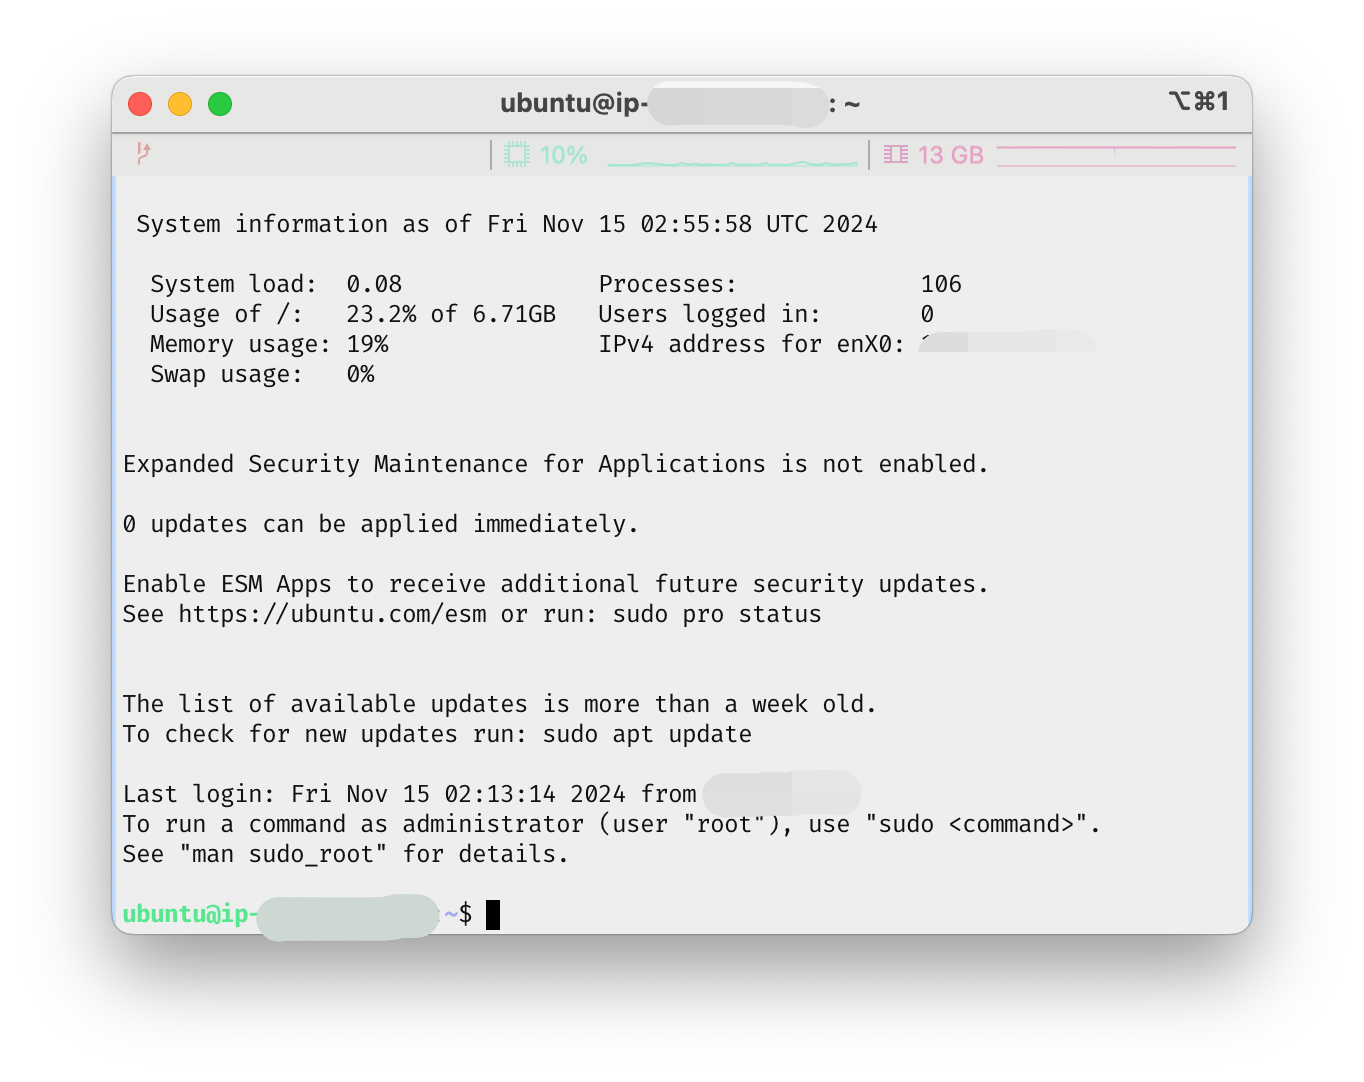 ubuntu@ip- : ~ ⌥⌘1
10% 13 GB
System information as of Fri Nov 15 02:55:58 UTC 2024
System load: 0.08 Processes: 106
Usage of /: 23.2% of 6.71GB Users logged in: 0
Memory usage: 19% IPv4 address for enX0:
Swap usage: 0%
Expanded Security Maintenance for Applications is not enabled.
0 updates can be applied immediately.
Enable ESM Apps to receive additional future security updates.
See https://ubuntu.com/esm or run: sudo pro status
The list of available updates is more than a week old.
To check for new updates run: sudo apt update
Last login: Fri Nov 15 02:13:14 2024 from
To run a command as administrator (user "root"), use "sudo <command>".
See "man sudo_root" for details.
ubuntu@ip- ~$